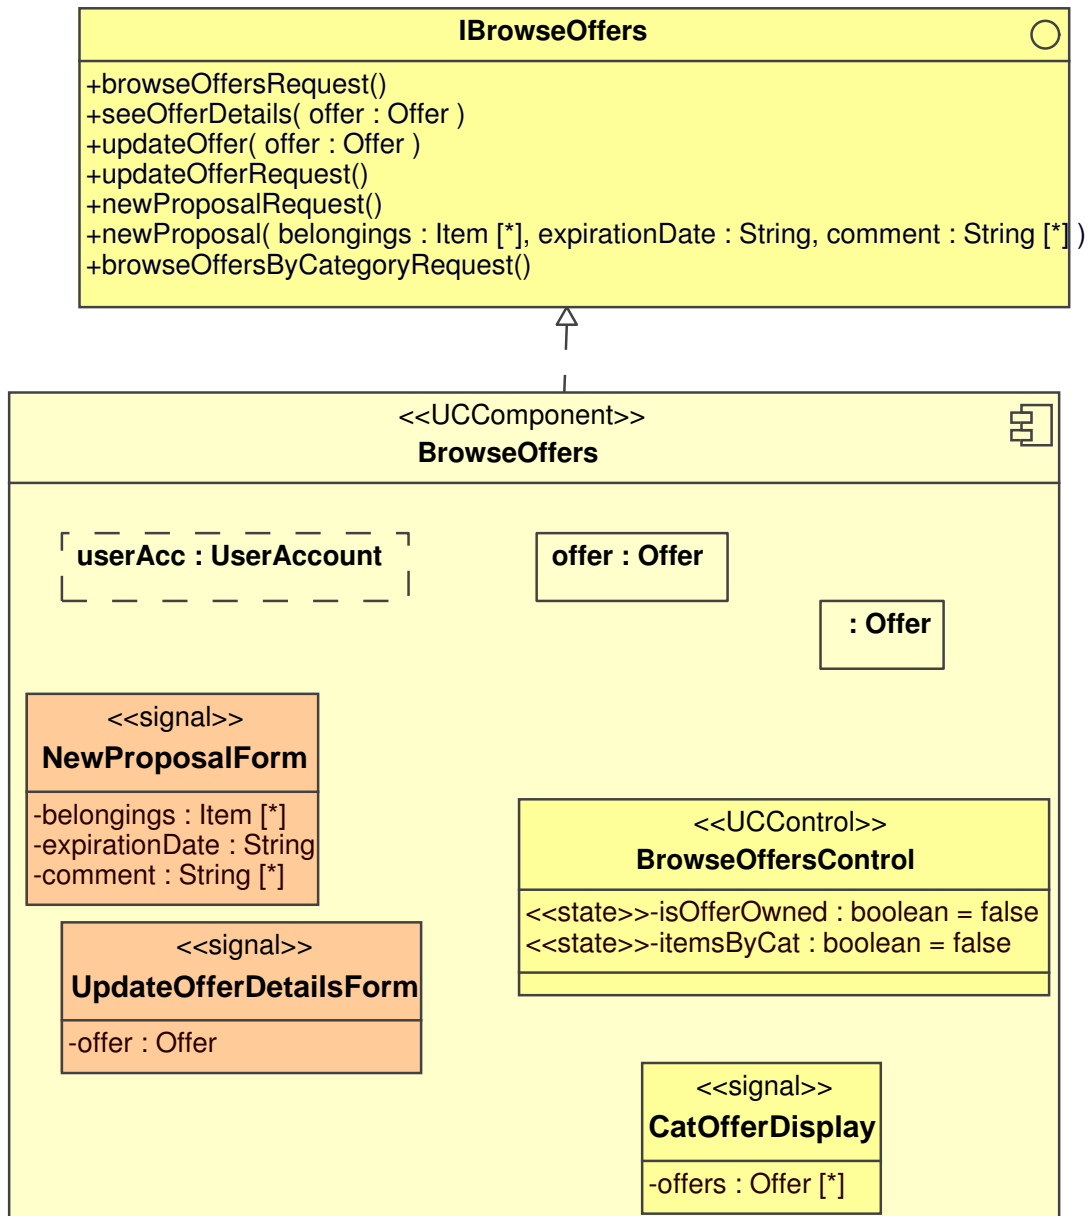 IBrowseOffers
+browseOffersRequest()
+seeOfferDetails( offer : Offer )
+updateOffer( offer : Offer )
+updateOfferRequest()
+newProposalRequest()
+newProposal( belongings : Item [*], expirationDate : String, comment : String [*] )
+browseOffersByCategoryRequest()
<<UCComponent>>
BrowseOffers
userAcc : UserAccount
offer : Offer
: Offer
<<signal>>
NewProposalForm
-belongings : Item [*]
-expirationDate : String
-comment : String [*]
<<UCControl>>
BrowseOffersControl
<<state>>-isOfferOwned : boolean = false
<<state>>-itemsByCat : boolean = false
<<signal>>
UpdateOfferDetailsForm
-offer : Offer
<<signal>>
CatOfferDisplay
-offers : Offer [*]